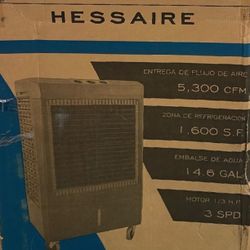 HESSAIRE
ENTREGA DE FLUJO DE AIRE
5,300 CFM
ZONA DE REFRIGERACION
1,600 S.F.
EMBALSE DE AGUA
14.6 GAL
MOTOR 1/3 H.P.
3 SPD